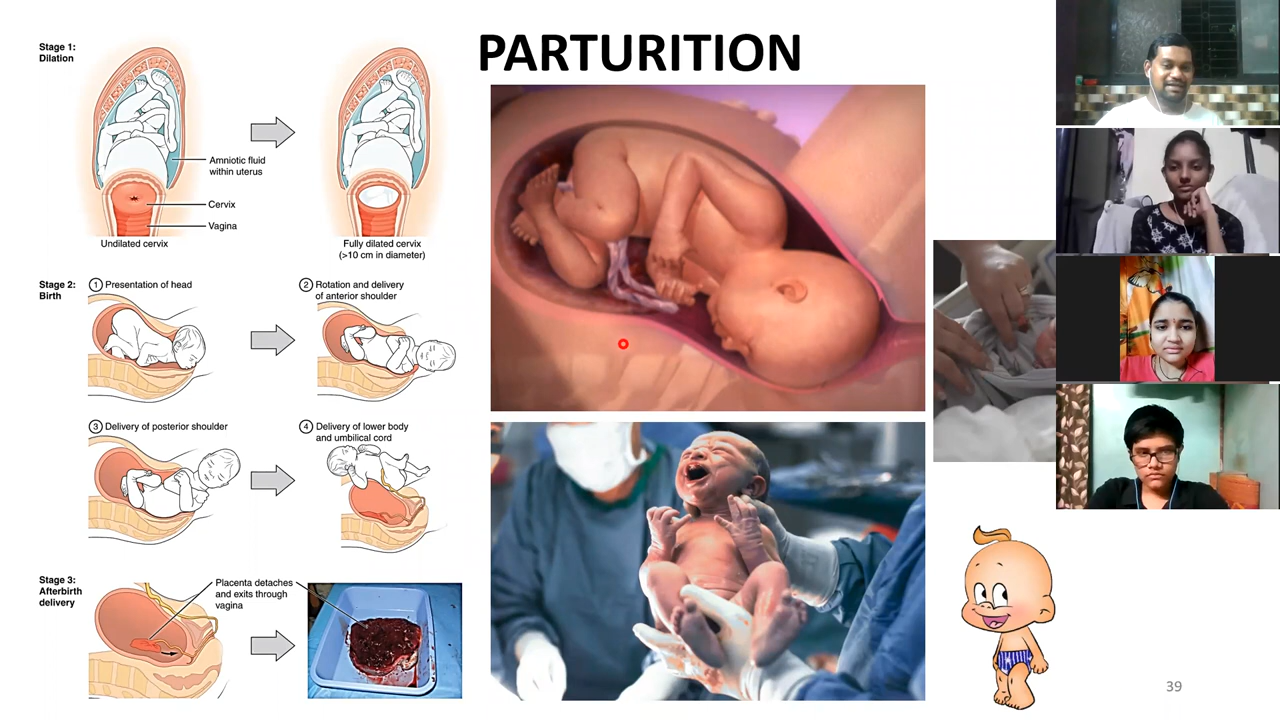 PARTURITION
Stage 1:
Dilation
Amniotic fluid
within uterus
Cervix
Vagina
Undilated cervix
Fully dilated cervix
(>10 cm in diameter)
Stage 2:
Birth
1 Presentation of head
2 Rotation and delivery
of anterior shoulder
3 Delivery of posterior shoulder
4 Delivery of lower body
and umbilical cord
Stage 3:
Afterbirth
delivery
Placenta detaches
and exits through
vagina
39